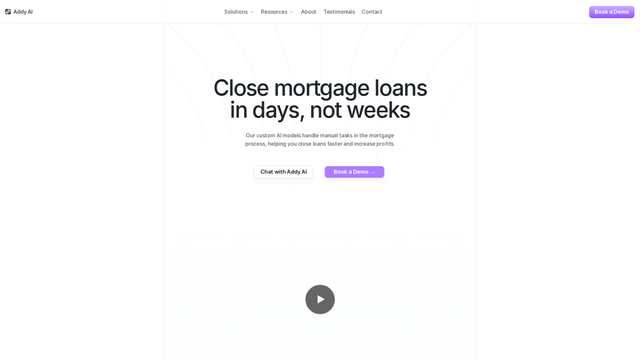 Addy AI
Solutions
Resources
About
Testimonials
Contact
Book a Demo
Close mortgage loans
in days, not weeks
Our custom AI models handle manual tasks in the mortgage
process, helping you close loans faster and increase profits.
Chat with Addy AI
Book a Demo →